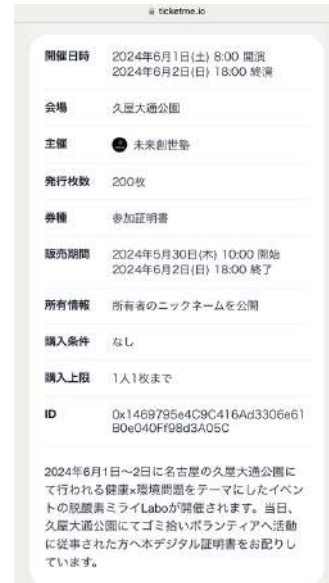 ticketme.io
開催日時 2024年6月1日(土) 8:00 開演
2024年6月2日(日) 18:00 終演
会場 久屋大通公園
主催 未来創世塾
発行枚数 200枚
券種 参加証明書
販売期間 2024年5月30日(木) 10:00 開始
2024年6月2日(日) 18:00 終了
所有情報 所有者のニックネームを公開
購入条件 なし
購入上限 1人1枚まで
ID 0x1469795e4C9C416Ad3306e61
B0e040Ff98d3A05C
2024年6月1日〜2日に名古屋の久屋大通公園に
て行われる健康×環境問題をテーマにしたイベン
トの脱酸素ミライLaboが開催されます。当日、
久屋大通公園にてゴミ拾いボランティアへ活動
に従事された方へ本デジタル証明書をお配りし
ています。